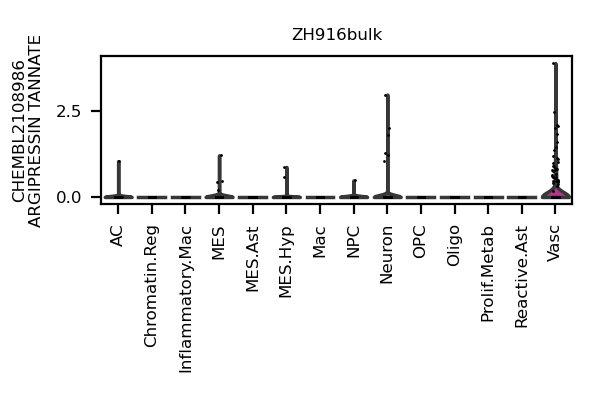 ZH916bulk
CHEMBL2108986
ARGIPRESSIN TANNATE
2.5
0.0
AC
Chromatin.Reg
Inflammatory.Mac
MES
MES.Ast
MES.Hyp
Mac
NPC
Neuron
OPC
Oligo
Prolif.Metab
Reactive.Ast
Vasc